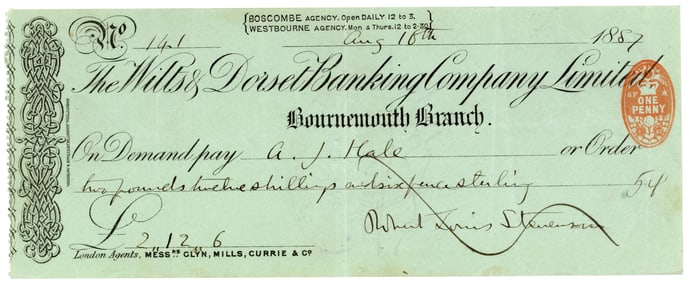 BOSCOMBE AGENCY. Open DAILY 12 to 3.
WESTBOURNE AGENCY. Mon & Thurs. 12 to 2-30
No. 141 Aug 18th 1887
The Wilts & Dorset Banking Company Limited,
Bournemouth Branch.
GF
ONE
PENNY
On Demand pay A. J. Hale or Order
two pounds twelve shillings and sixpence sterling 54
Robert Louis Stevenson
£ 2,,12,,6
London Agents, MESSRS. GLYN, MILLS, CURRIE & Co